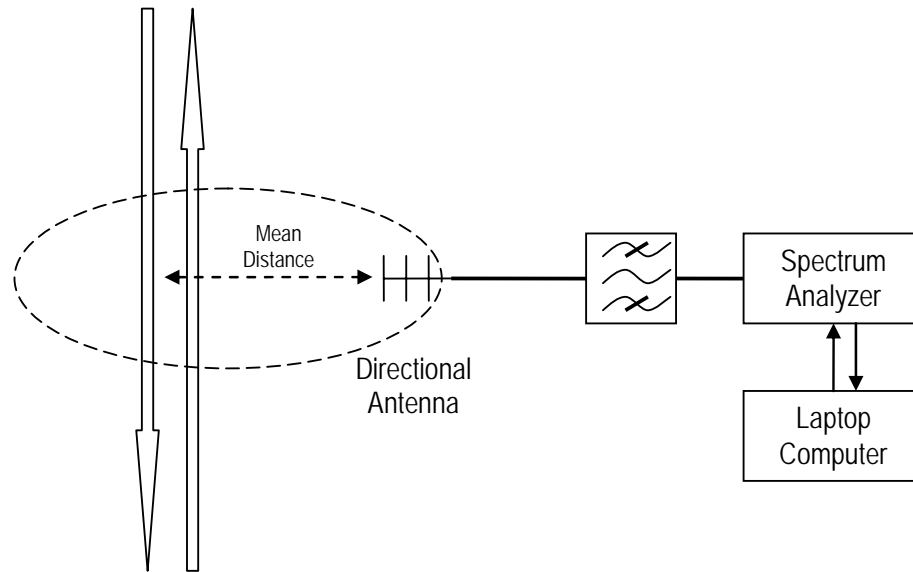 Mean
Distance
Directional
Antenna
Spectrum
Analyzer
Laptop
Computer